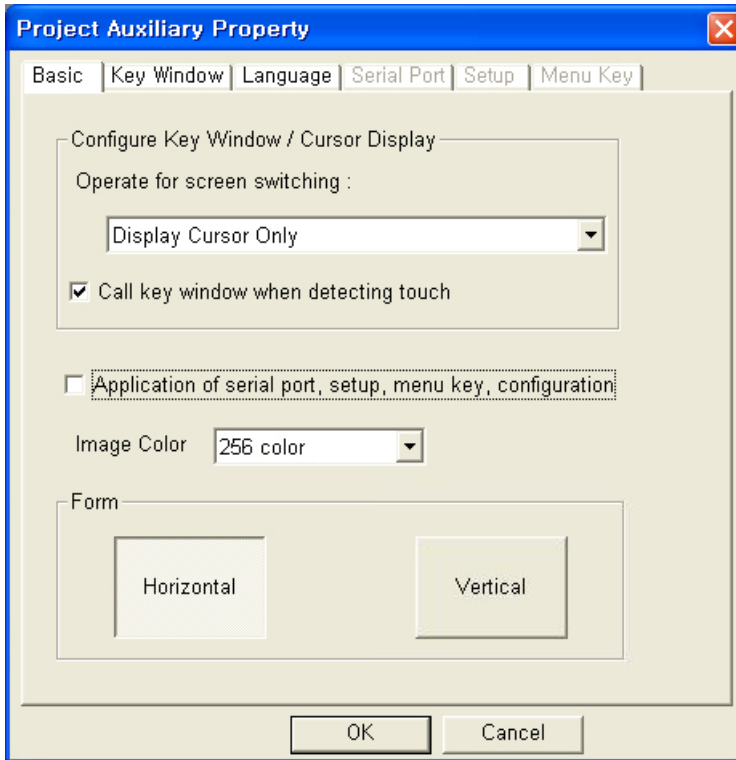 Project Auxiliary Property
Basic Key Window Language Serial Port Setup Menu Key
Configure Key Window / Cursor Display
Operate for screen switching :
Display Cursor Only
Call key window when detecting touch
Application of serial port, setup, menu key, configuration
Image Color 256 color
Form
Horizontal Vertical
OK Cancel